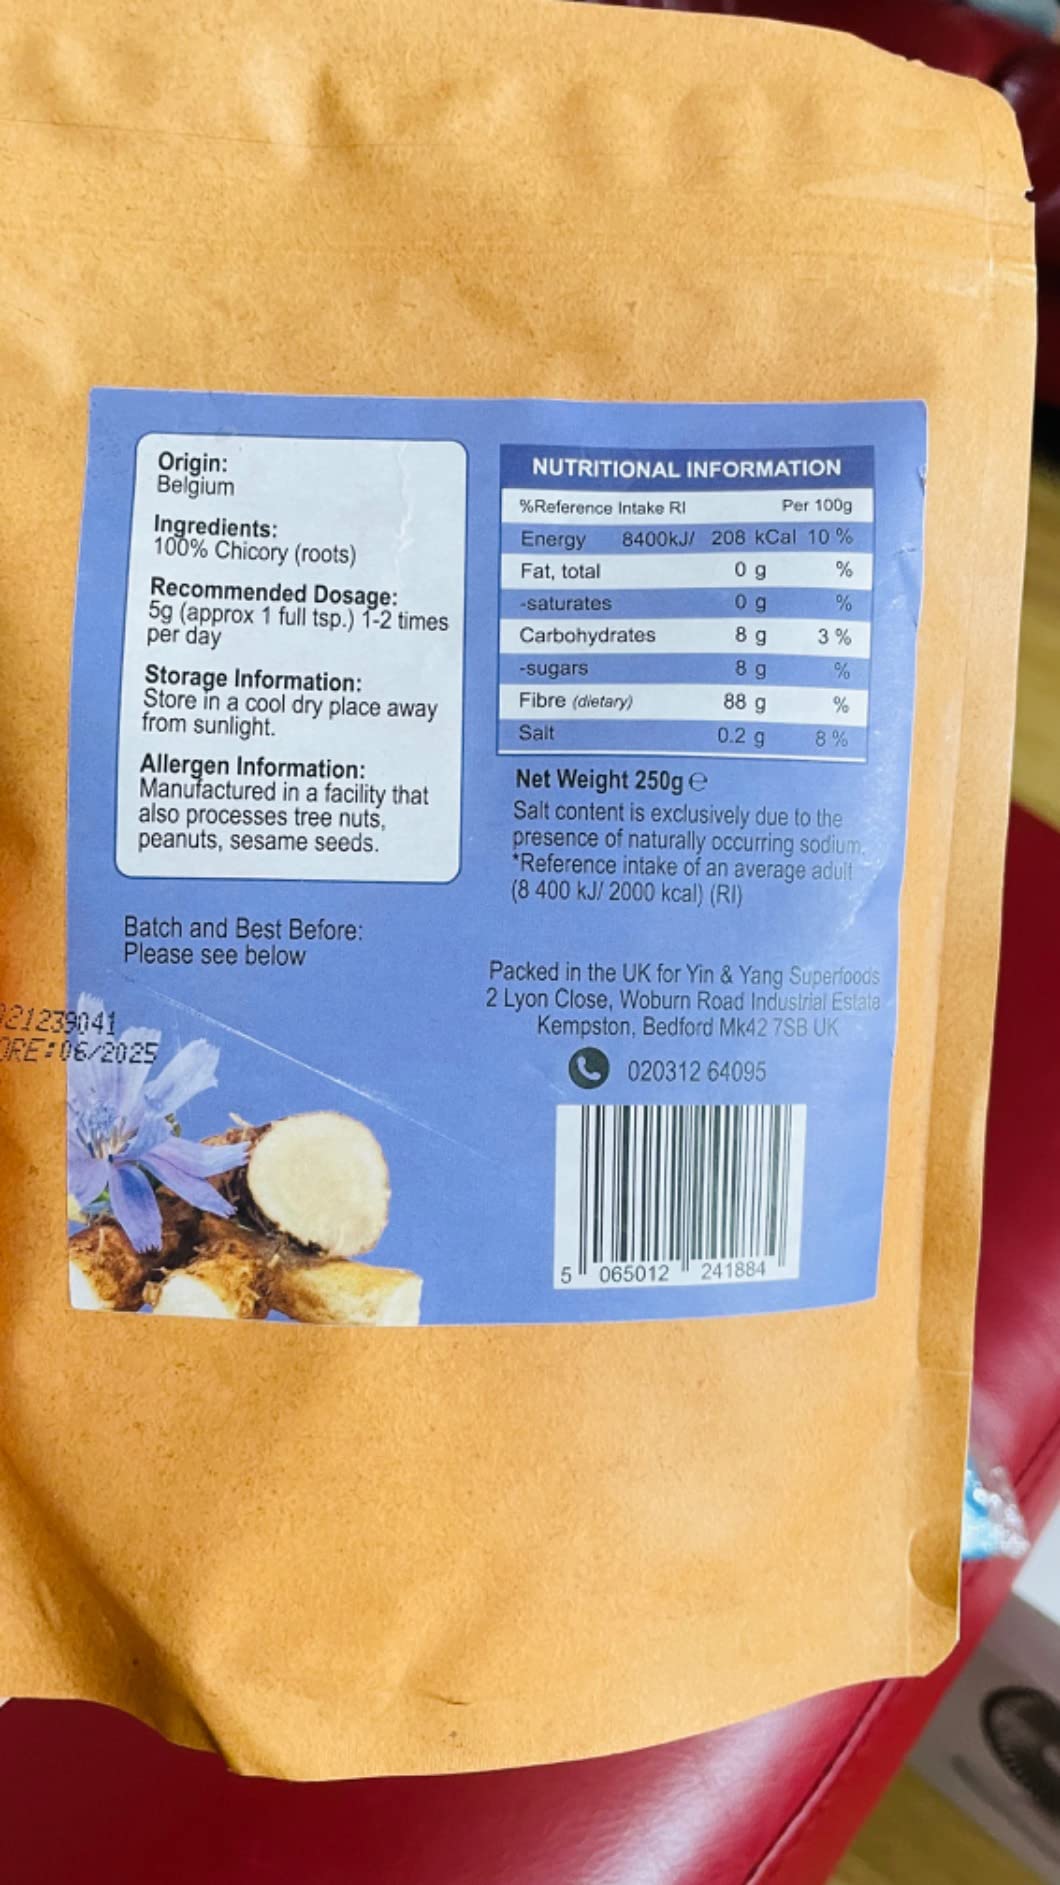 Origin:
Belgium
Ingredients:
100% Chicory (roots)
Recommended Dosage:
5g (approx 1 full tsp.) 1-2 times
per day
Storage Information:
Store in a cool dry place away
from sunlight.
Allergen Information:
Manufactured in a facility that
also processes tree nuts,
peanuts, sesame seeds.
Batch and Best Before:
Please see below
21239041
ORE:06/2025
NUTRITIONAL INFORMATION
%Reference Intake RI Per 100g
Energy 8400kJ/ 208 kCal 10 %
Fat, total 0 g %
-saturates 0 g %
Carbohydrates 8 g 3 %
-sugars 8 g %
Fibre (dietary) 88 g %
Salt 0.2 g 8 %
Net Weight 250g ℮
Salt content is exclusively due to the
presence of naturally occurring sodium.
*Reference intake of an average adult
(8 400 kJ/ 2000 kcal) (RI)
Packed in the UK for Yin & Yang Superfoods
2 Lyon Close, Woburn Road Industrial Estate
Kempston, Bedford Mk42 7SB UK
020312 64095
5 065012 241884